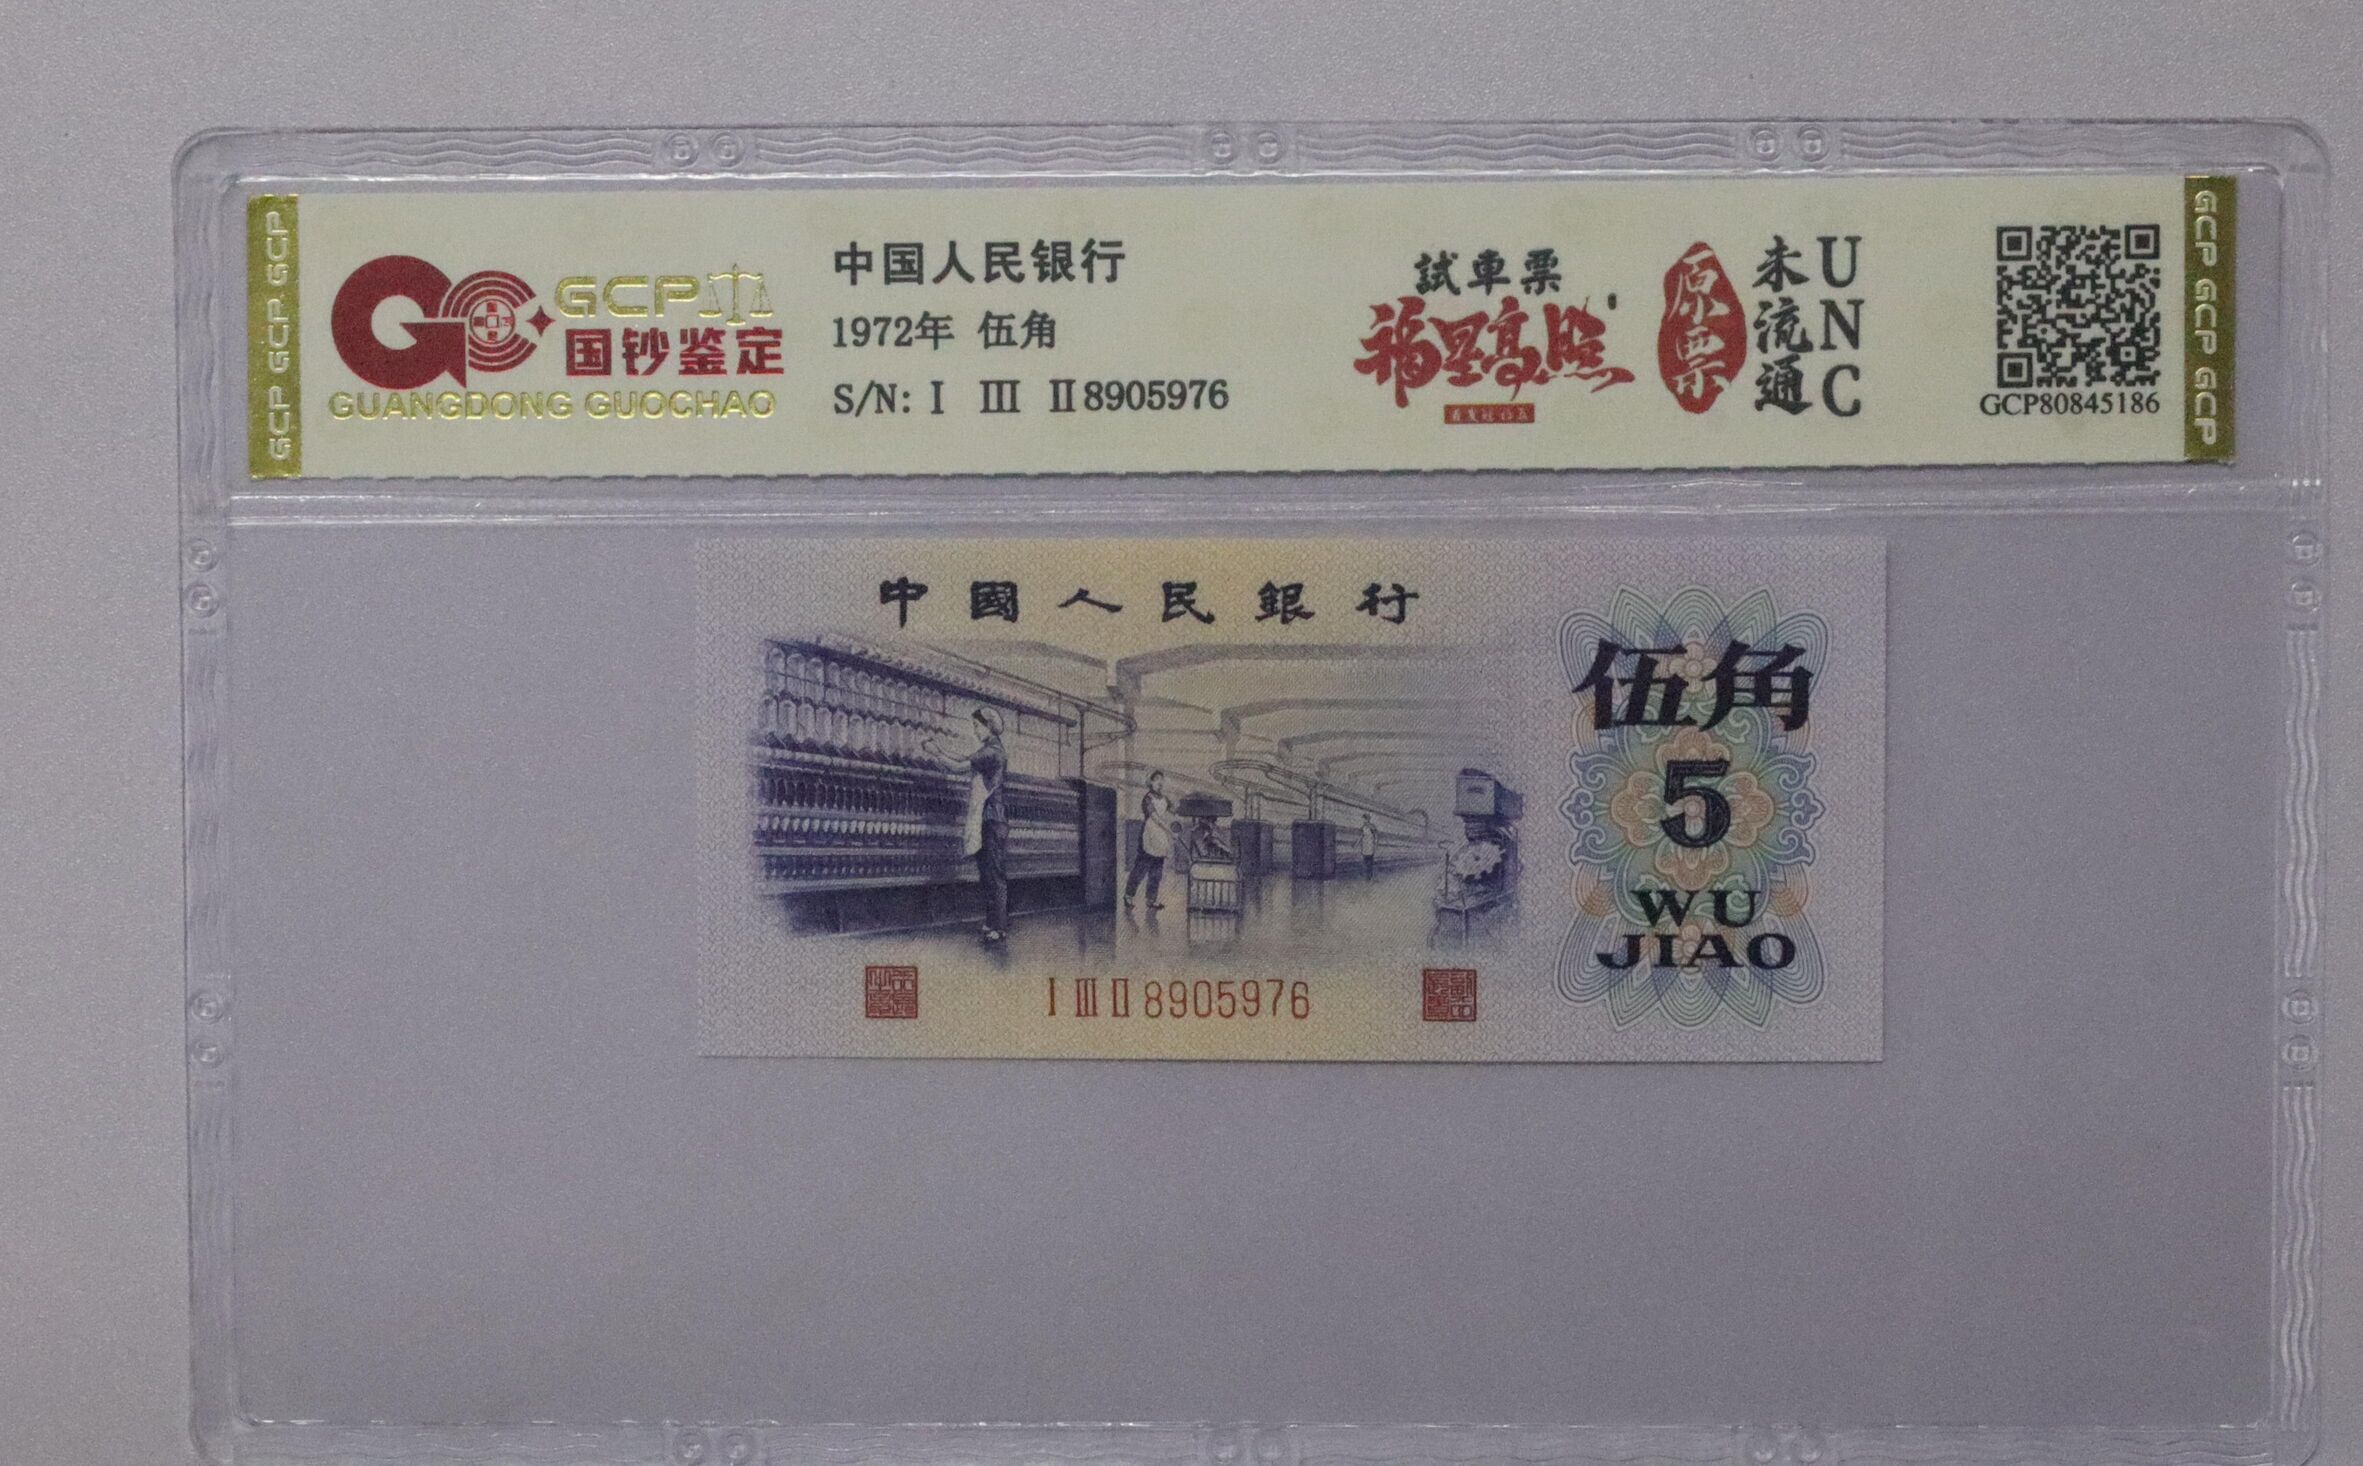 GCP GCP GCP GCP
GCP
国钞鉴定
GUANGDONG GUOCHAO
中国人民银行
1972年 伍角
S/N: I III II 8905976
試車票
福星高照
原票
未流通
UNC
GCP80845186
GCP GCP GCP
中國人民銀行
伍角
5
WU
JIAO
I III II 8905976